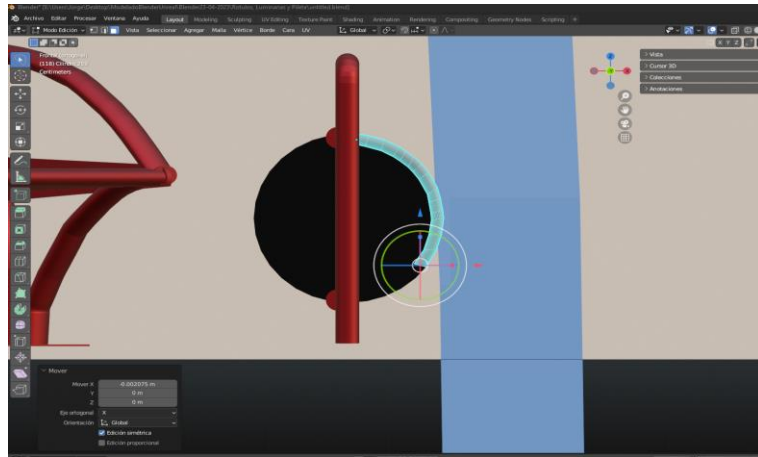 Archivo Editar Procesar Ventana Ayuda Layout Modeling Sculpting UV Editing Texture Paint Shading Animation Rendering Compositing Geometry Nodes Scripting +
Modo Edición Vista Seleccionar Agregar Malla Vértice Borde Cara UV Global
X Y Z
Centimeters
Vista
Cursor 3D
Colecciones
Anotaciones
Mover
Mover X -0.002075 m
Y 0 m
Z 0 m
Eje ortogonal X
Orientación Global
Edición simétrica
Edición proporcional